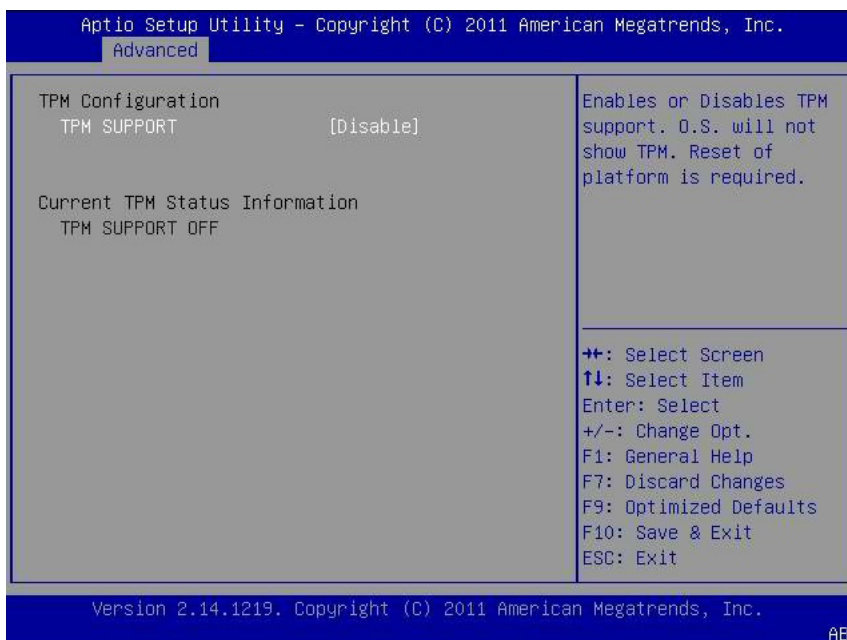 Aptio Setup Utility – Copyright (C) 2011 American Megatrends, Inc.
Advanced
TPM Configuration
TPM SUPPORT [Disable]
Current TPM Status Information
TPM SUPPORT OFF
Enables or Disables TPM
support. O.S. will not
show TPM. Reset of
platform is required.
→←: Select Screen
↑↓: Select Item
Enter: Select
+/-: Change Opt.
F1: General Help
F7: Discard Changes
F9: Optimized Defaults
F10: Save & Exit
ESC: Exit
Version 2.14.1219. Copyright (C) 2011 American Megatrends, Inc.